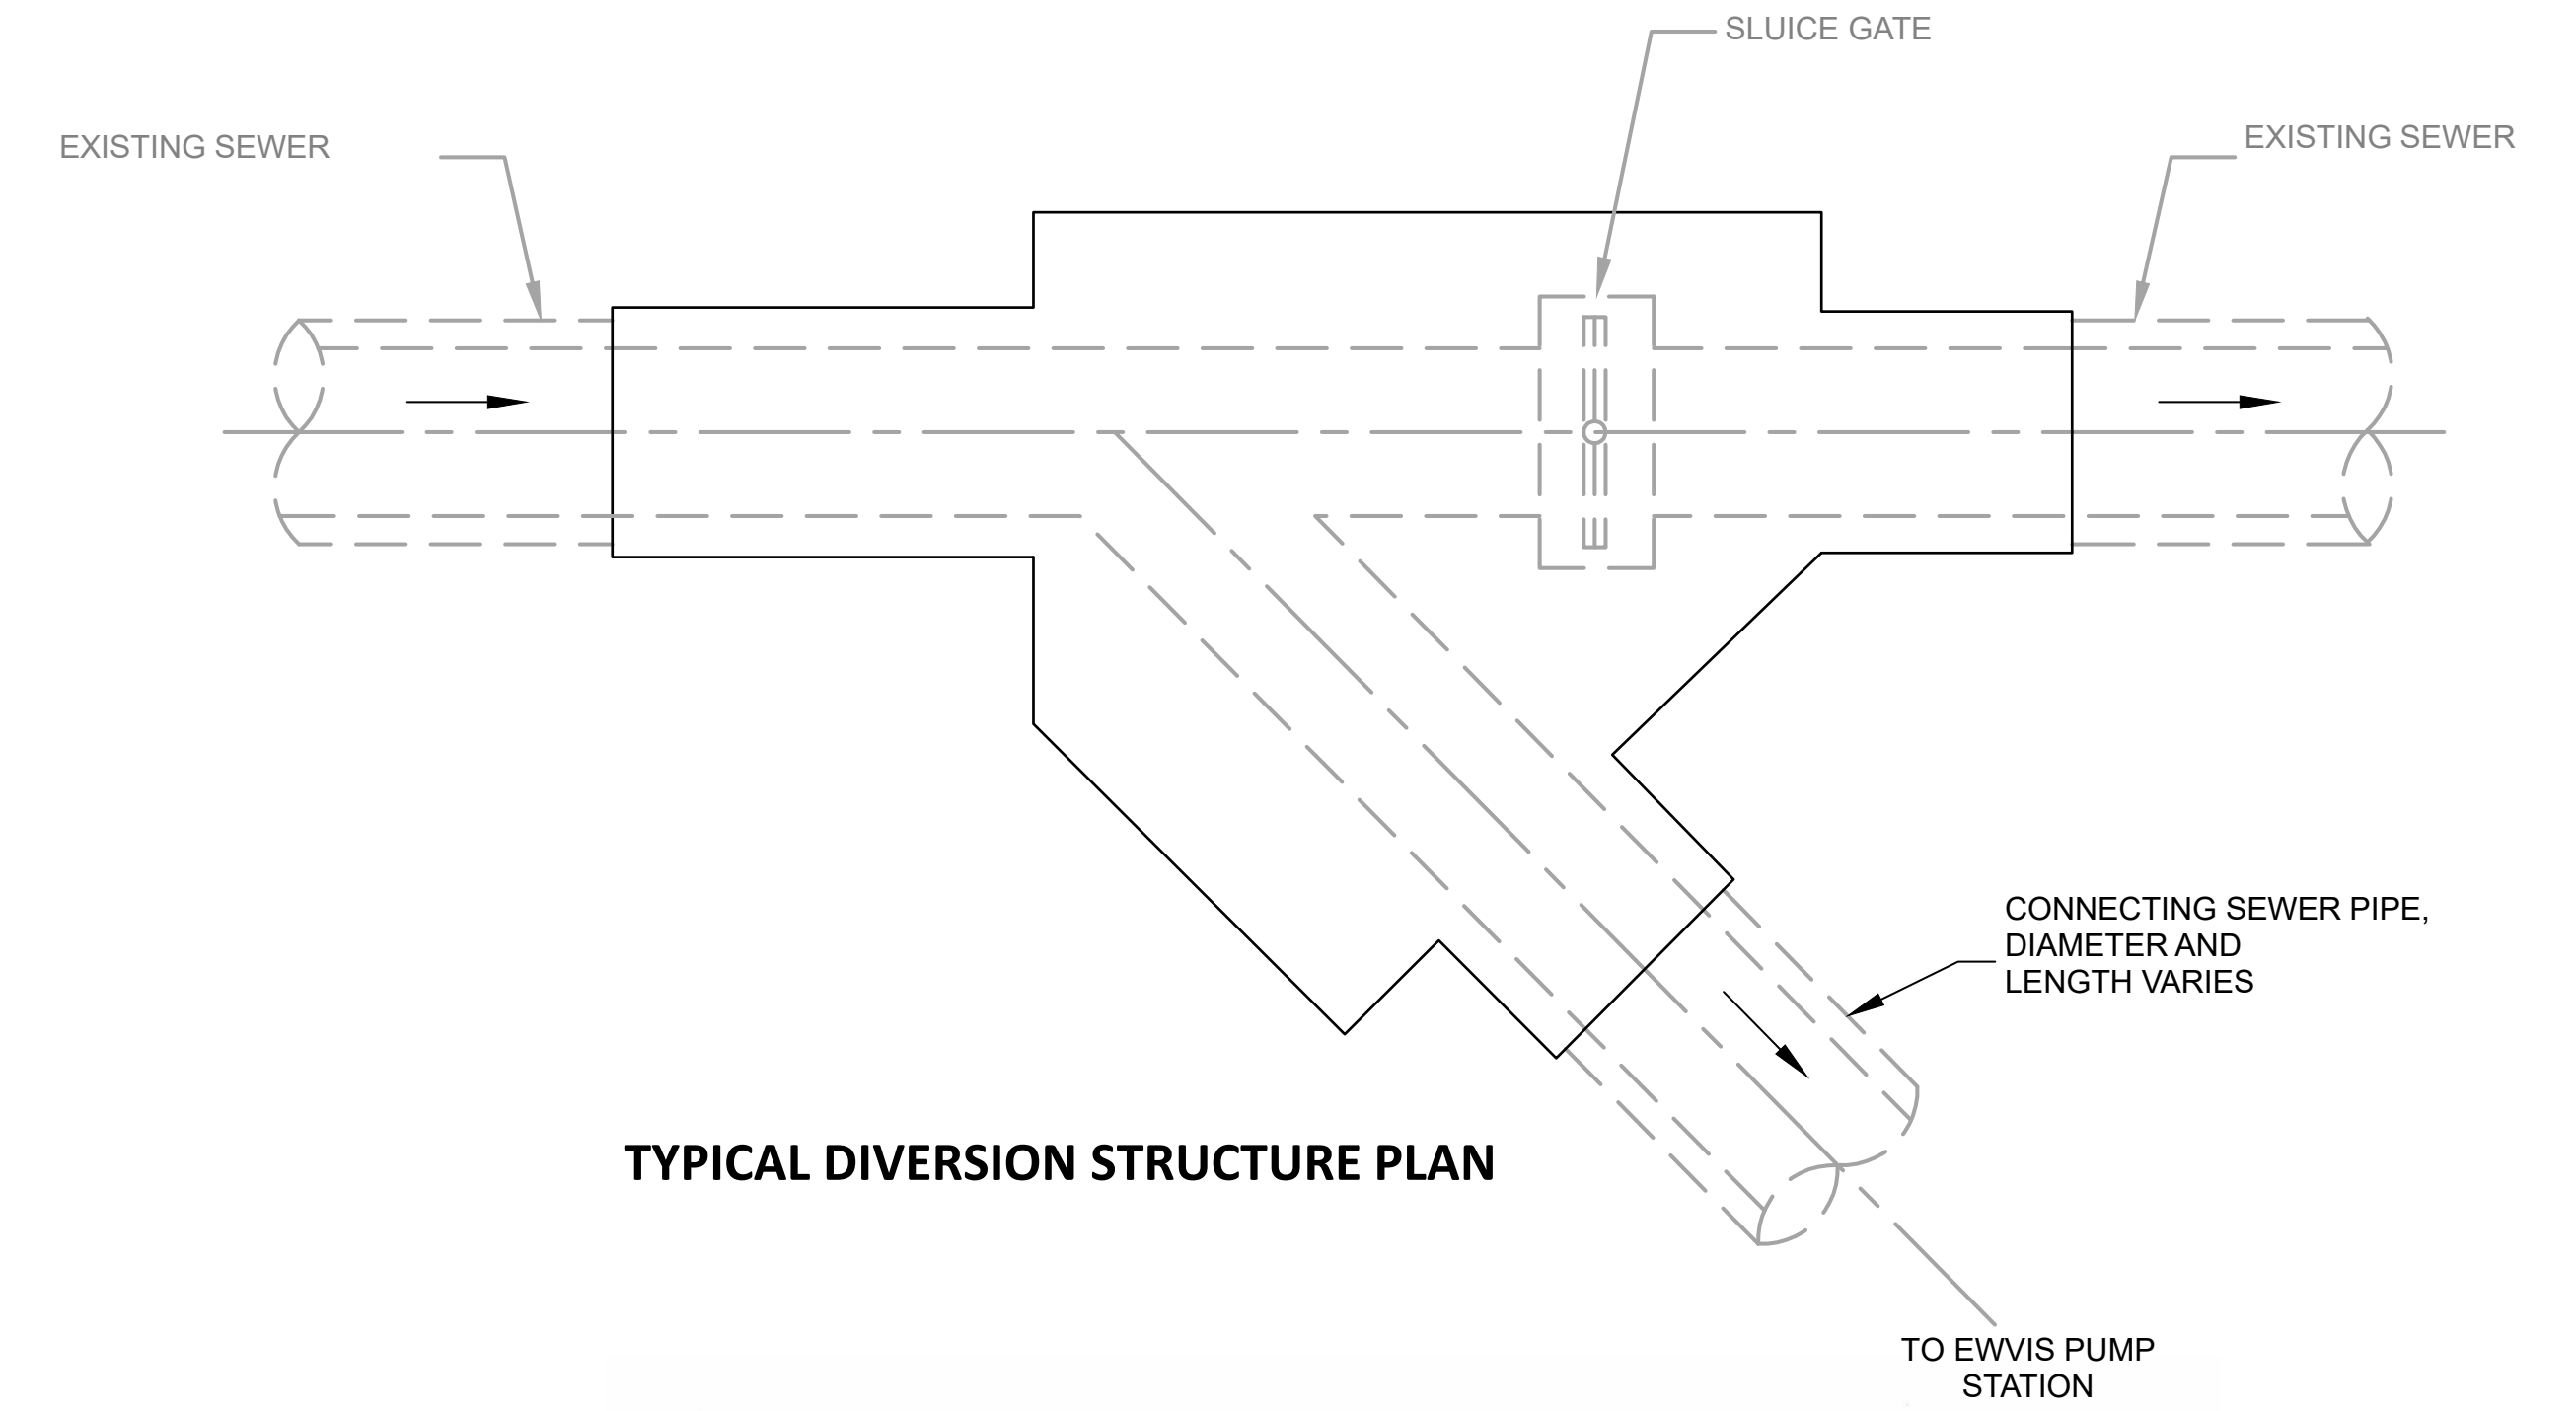 SLUICE GATE
EXISTING SEWER
EXISTING SEWER
CONNECTING SEWER PIPE,
DIAMETER AND
LENGTH VARIES
TYPICAL DIVERSION STRUCTURE PLAN
TO EWVIS PUMP
STATION